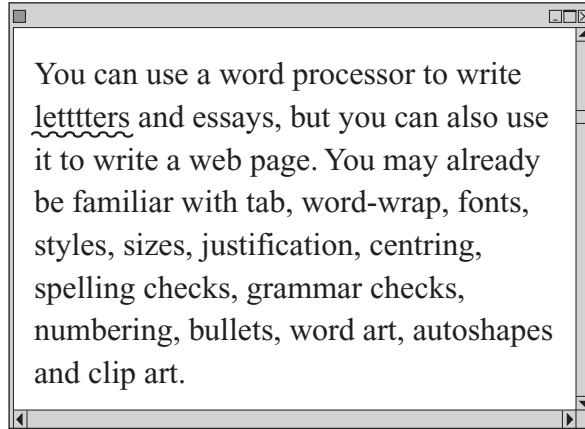 You can use a word processor to write
letttters and essays, but you can also use
it to write a web page. You may already
be familiar with tab, word-wrap, fonts,
styles, sizes, justification, centring,
spelling checks, grammar checks,
numbering, bullets, word art, autoshapes
and clip art.